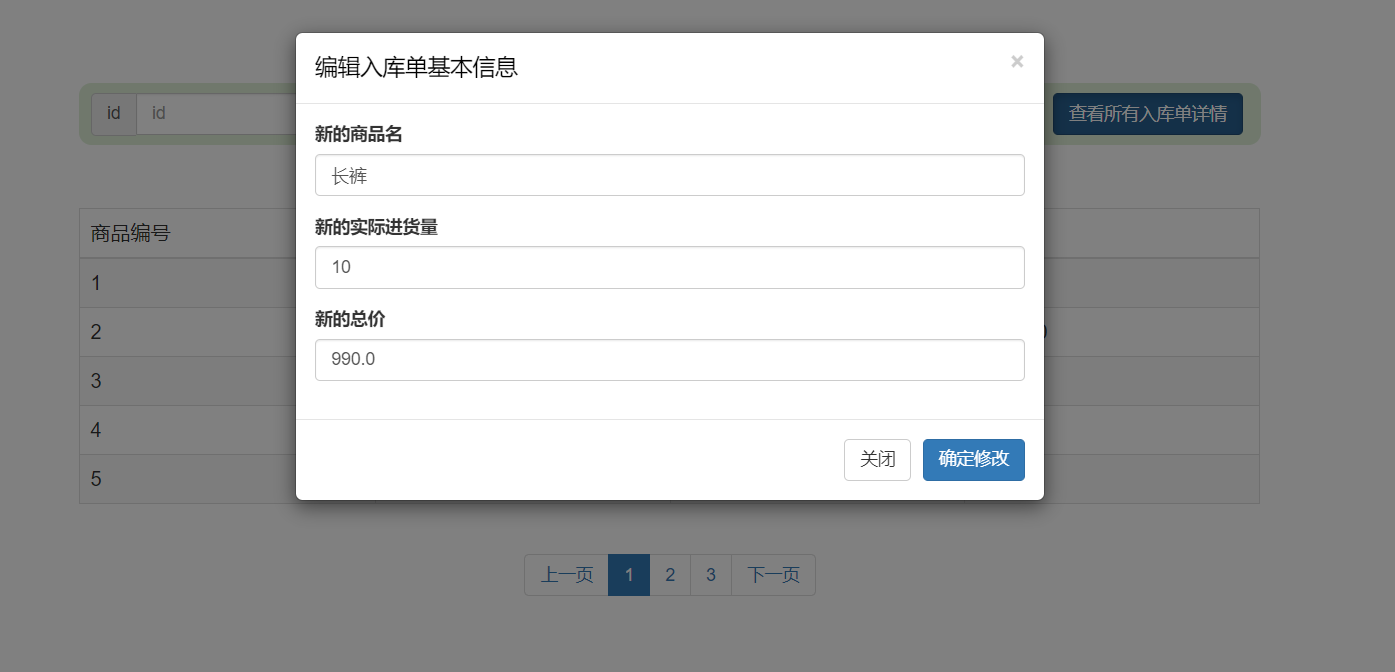 编辑入库单基本信息
×
id
id
查看所有入库单详情
新的商品名
长裤
新的实际进货量
10
新的总价
990.0
关闭
确定修改
商品编号
1
2
3
4
5
上一页
1
2
3
下一页